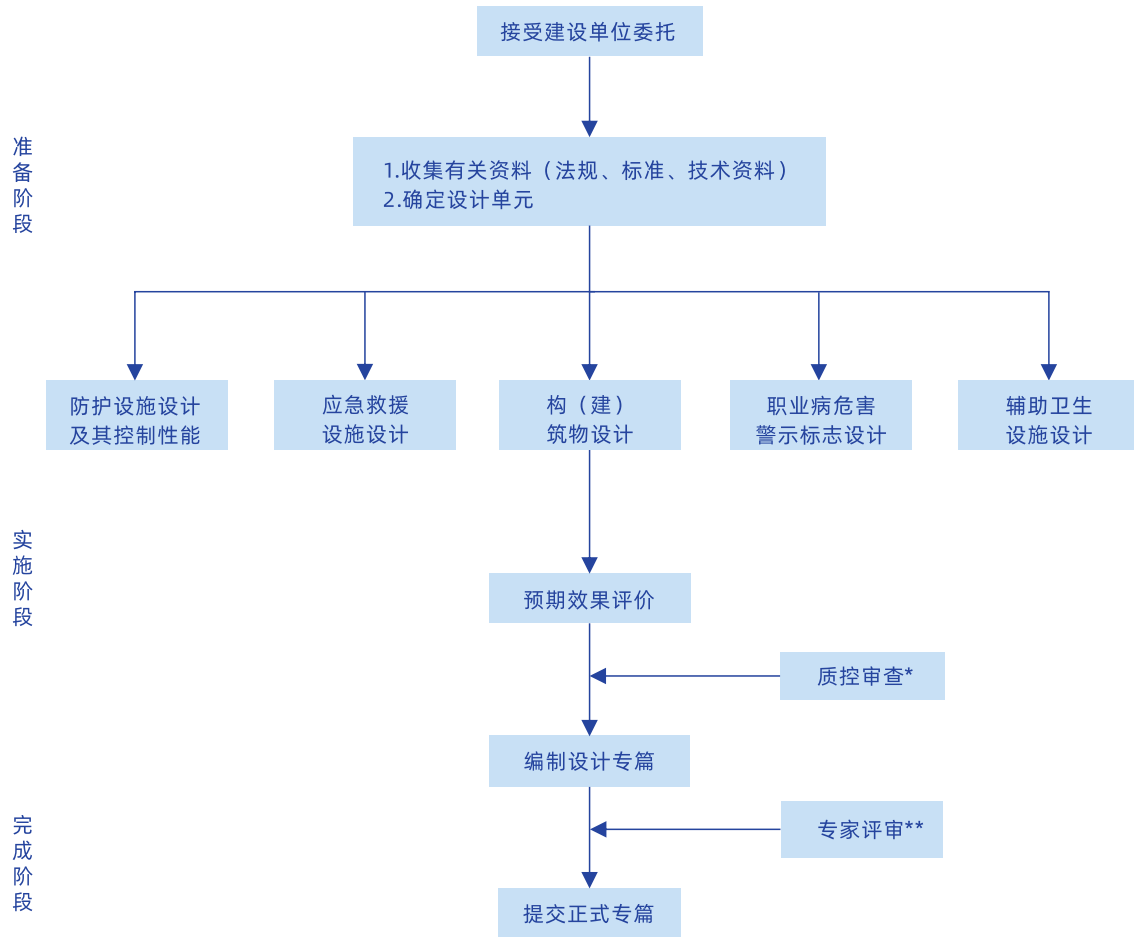 接受建设单位委托
准备阶段
1.收集有关资料（法规、标准、技术资料）
2.确定设计单元
防护设施设计
及其控制性能
应急救援
设施设计
构（建）
筑物设计
职业病危害
警示标志设计
辅助卫生
设施设计
实施阶段
预期效果评价
质控审查*
编制设计专篇
完成阶段
专家评审**
提交正式专篇